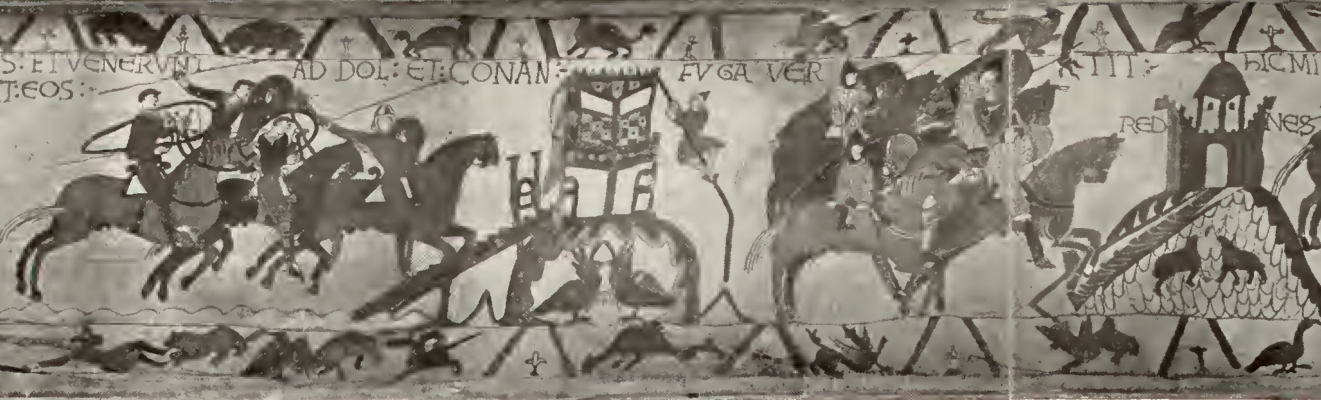 S: ET VENERVNT AD DOL: ET: CONAN:- FVGA VER TIT:- hIC MI
T: EOS:-
RED NES